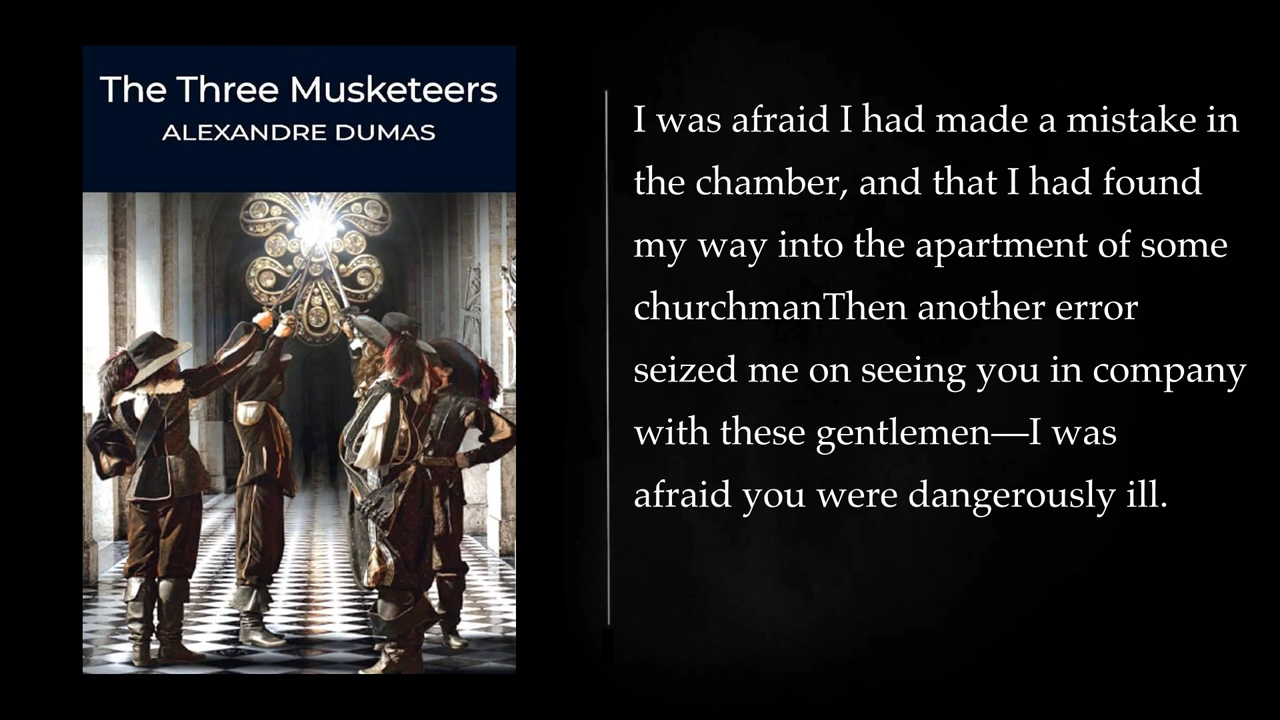 The Three Musketeers
ALEXANDRE DUMAS
I was afraid I had made a mistake in
the chamber, and that I had found
my way into the apartment of some
churchmanThen another error
seized me on seeing you in company
with these gentlemen—I was
afraid you were dangerously ill.